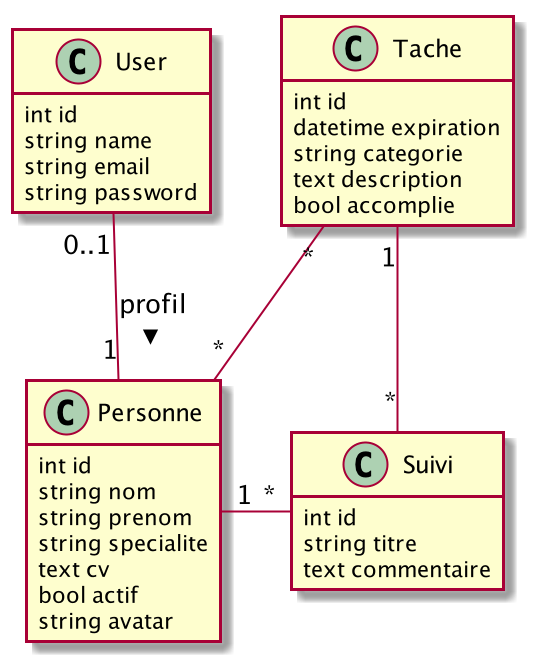 C User
int id
string name
string email
string password
C Tache
int id
datetime expiration
string categorie
text description
bool accomplie
0..1
*
1
profil
▼
1
*
*
C Personne
int id
string nom
string prenom
string specialite
text cv
bool actif
string avatar
1 *
C Suivi
int id
string titre
text commentaire